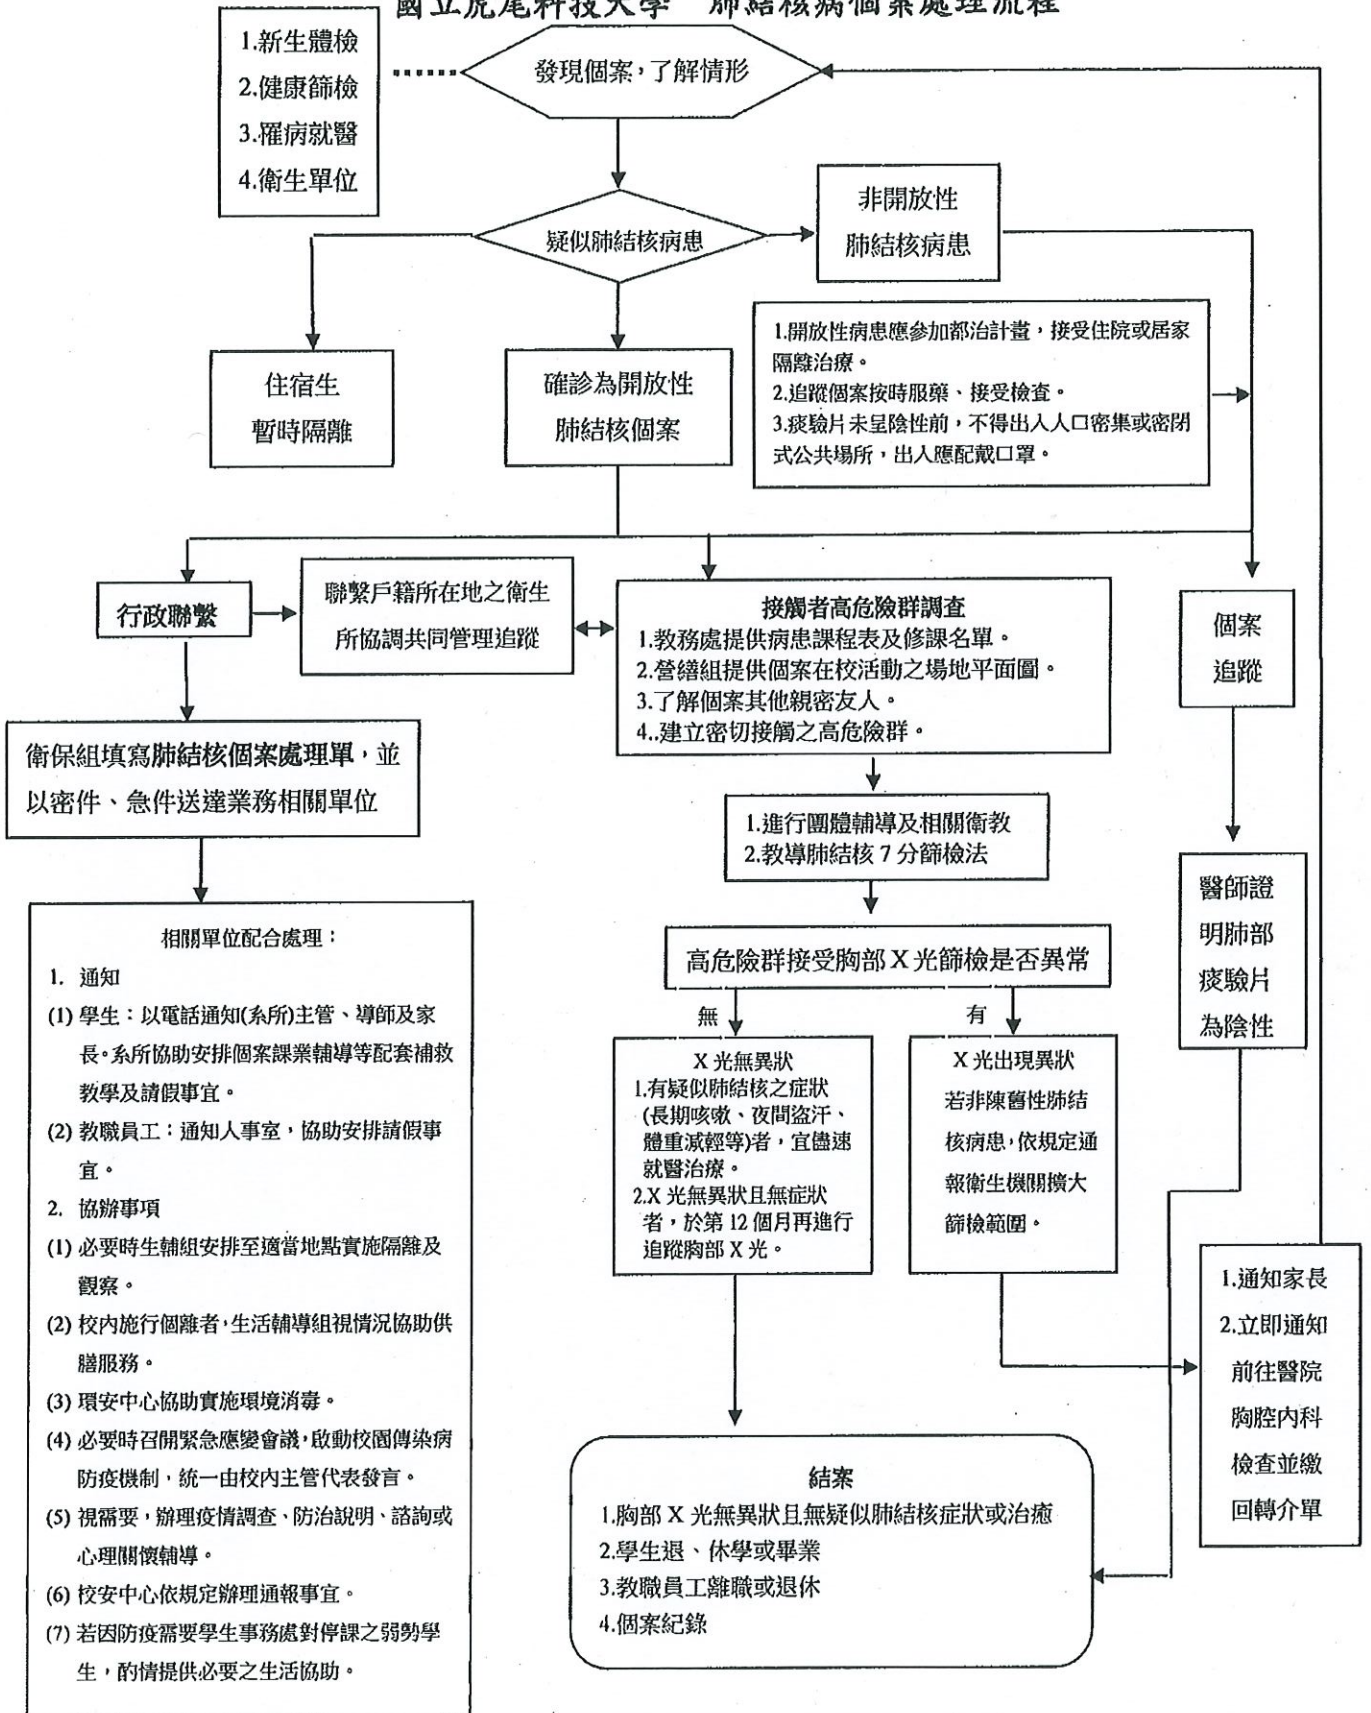 國立虎尾科技大學 肺結核病個案處理流程
1.新生體檢
2.健康篩檢
3.罹病就醫
4.衛生單位
發現個案，了解情形
疑似肺結核病患
非開放性
肺結核病患
住宿生
暫時隔離
確診為開放性
肺結核個案
1.開放性病患應參加都治計畫，接受住院或居家
隔離治療。
2.追蹤個案按時服藥、接受檢查。
3.痰驗片未呈陰性前，不得出入人口密集或密閉
式公共場所，出入應配戴口罩。
行政聯繫
聯繫戶籍所在地之衛生
所協調共同管理追蹤
接觸者高危險群調查
1.教務處提供病患課程表及修課名單。
2.營繕組提供個案在校活動之場地平面圖。
3.了解個案其他親密友人。
4..建立密切接觸之高危險群。
個案
追蹤
衛保組填寫肺結核個案處理單，並
以密件、急件送達業務相關單位
1.進行團體輔導及相關衛教
2.教導肺結核 7 分篩檢法
醫師證
明肺部
痰驗片
為陰性
高危險群接受胸部 X 光篩檢是否異常
無
有
X 光無異狀
1.有疑似肺結核之症狀
(長期咳嗽、夜間盜汗、
體重減輕等)者，宜儘速
就醫治療。
2.X 光無異狀且無症狀
者，於第 12 個月再進行
追蹤胸部 X 光。
X 光出現異狀
若非陳舊性肺結
核病患，依規定通
報衛生機關擴大
篩檢範圍。
相關單位配合處理：
1. 通知
(1) 學生：以電話通知(系所)主管、導師及家
長。系所協助安排個案課業輔導等配套補救
教學及請假事宜。
(2) 教職員工：通知人事室，協助安排請假事
宜。
2. 協辦事項
(1) 必要時生輔組安排至適當地點實施隔離及
觀察。
(2) 校內施行個離者，生活輔導組視情況協助供
膳服務。
(3) 環安中心協助實施環境消毒。
(4) 必要時召開緊急應變會議，啟動校園傳染病
防疫機制，統一由校內主管代表發言。
(5) 視需要，辦理疫情調查、防治說明、諮詢或
心理關懷輔導。
(6) 校安中心依規定辦理通報事宜。
(7) 若因防疫需要學生事務處對停課之弱勢學
生，酌情提供必要之生活協助。
1.通知家長
2.立即通知
前往醫院
胸腔內科
檢查並繳
回轉介單
結案
1.胸部 X 光無異狀且無疑似肺結核症狀或治癒
2.學生退、休學或畢業
3.教職員工離職或退休
4.個案紀錄